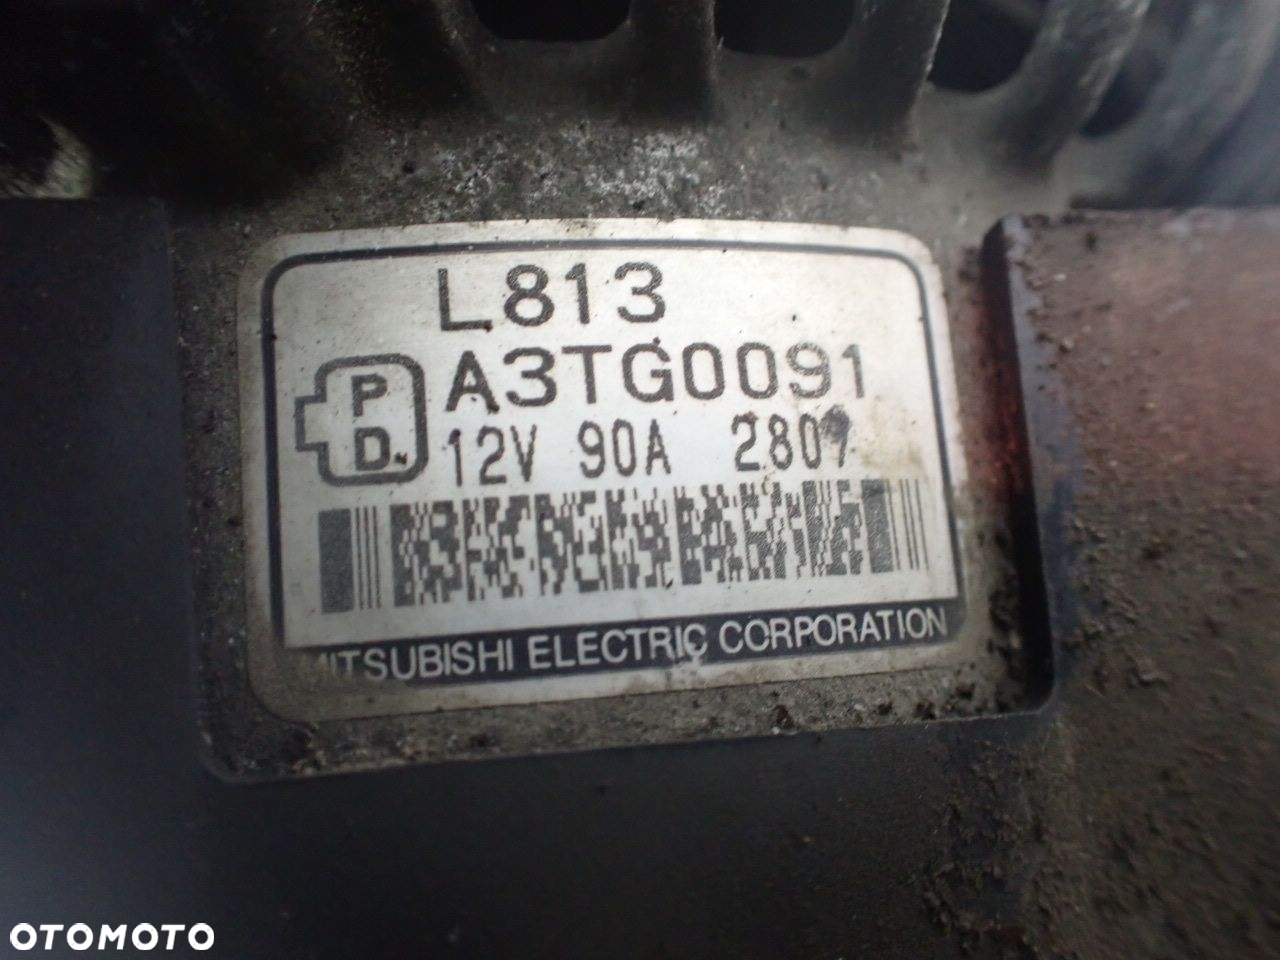 L813
A3TG0091
P
D
12V 90A 2807
MITSUBISHI ELECTRIC CORPORATION
OTOMOTO